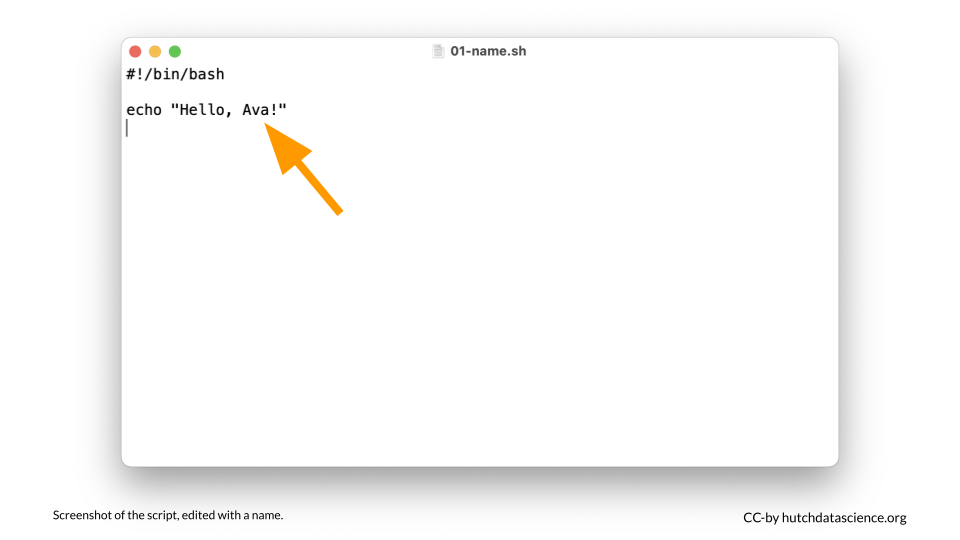 01-name.sh
#!/bin/bash
echo "Hello, Ava!"
Screenshot of the script, edited with a name.
CC-by hutchdatascience.org